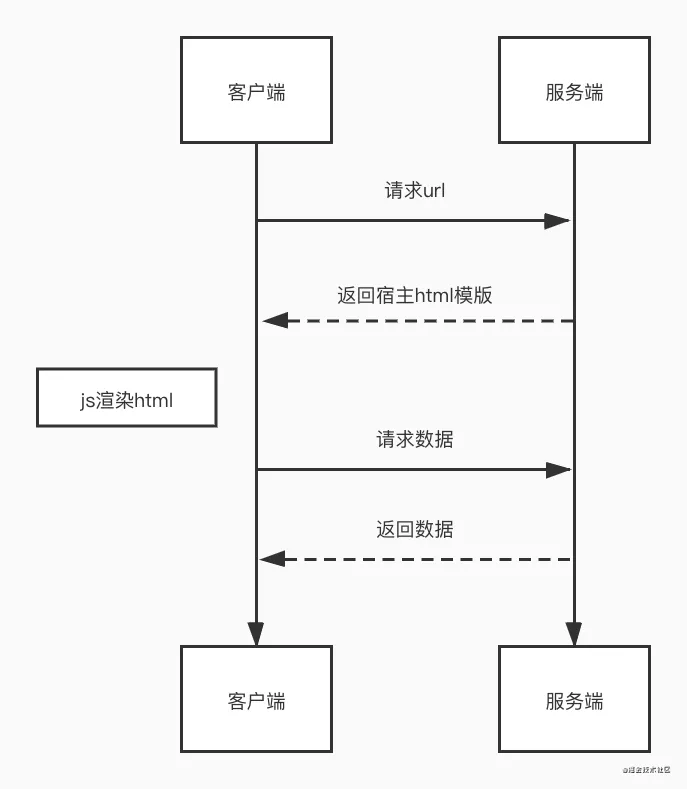 客户端
服务端
请求url
返回宿主html模版
js渲染html
请求数据
返回数据
客户端
服务端
@掘金技术社区